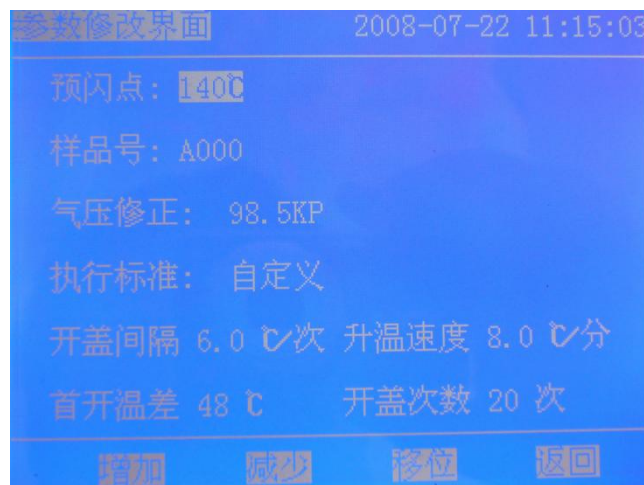 参数修改界面 2008-07-22 11:15:03
预闪点: 140℃
样品号: A000
气压修正: 98.5KP
执行标准: 自定义
开盖间隔 6.0 ℃/次 升温速度 8.0 ℃/分
首开温差 48 ℃ 开盖次数 20 次
增加 减少 移位 返回